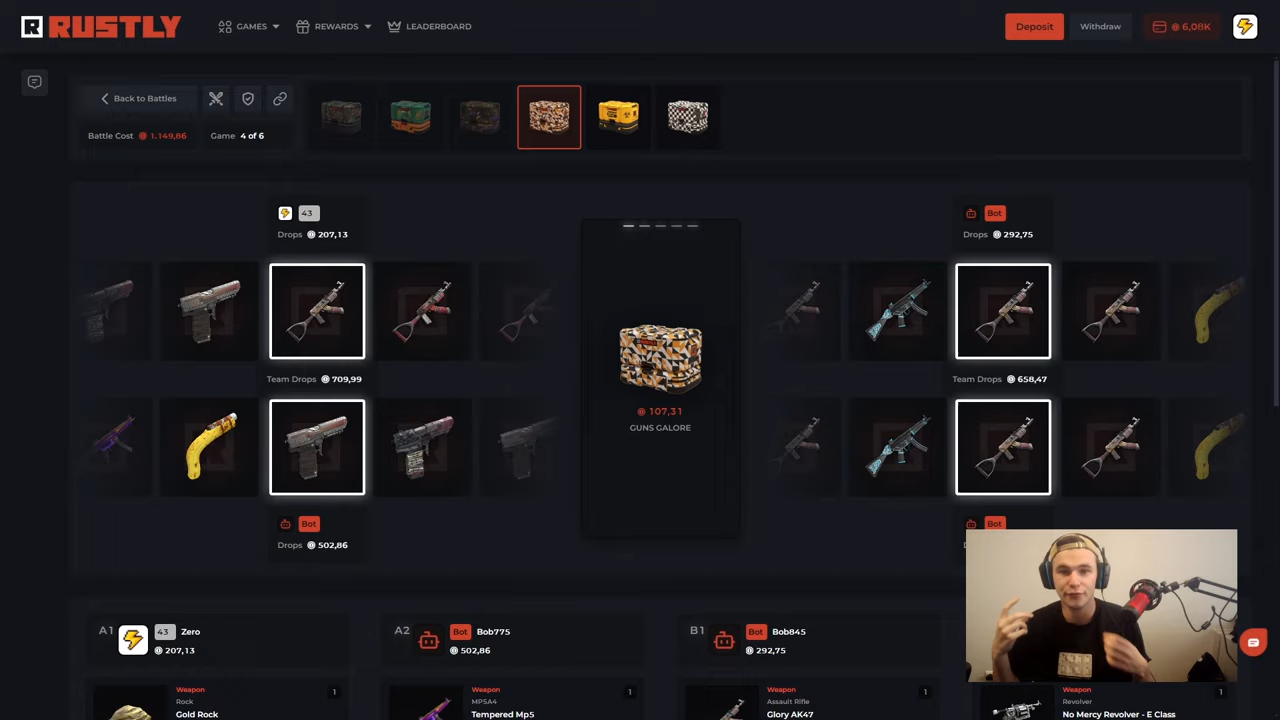 R RUSTLY
GAMES
REWARDS
LEADERBOARD
Deposit
Withdraw
6,08K
Back to Battles
Battle Cost 1.149,86
Game 4 of 6
43
Drops 207,13
Bot
Drops 292,75
Team Drops 709,99
Team Drops 658,47
107,31
GUNS GALORE
Bot
Drops 502,86
Bot
A1
43 Zero
207,13
A2
Bot Bob775
502,86
B1
Bot Bob845
292,75
Weapon 1
Rock
Gold Rock
Weapon 1
MP5A4
Tempered Mp5
Weapon 1
Assault Rifle
Glory AK47
Weapon 1
Revolver
No Mercy Revolver - E Class